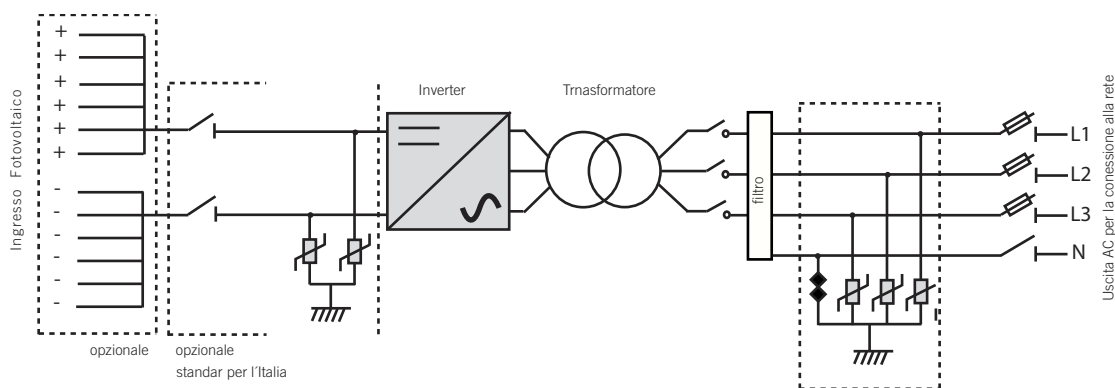 Ingresso Fotovoltaico
+
+
+
+
+
+
-
-
-
-
-
-
opzionale
opzionale
standar per l´Italia
Inverter
Trnasformatore
filtro
L1
L2
L3
N
Uscita AC per la conessione alla rete